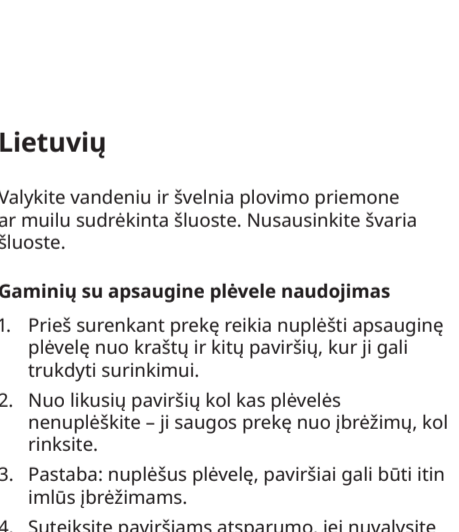 Lietuvių
Valykite vandeniu ir švelnia plovimo priemone
ar muilu sudrėkinta šluoste. Nusausinkite švaria
šluoste.
Gaminių su apsaugine plėvele naudojimas
1. Prieš surenkant prekę reikia nuplėšti apsauginę
plėvelę nuo kraštų ir kitų paviršių, kur ji gali
trukdyti surinkimui.
2. Nuo likusių paviršių kol kas plėvelės
nenuplėškite – ji saugos prekę nuo įbrėžimų, kol
rinksite.
3. Pastaba: nuplėšus plėvelę, paviršiai gali būti itin
imlūs įbrėžimams.
4. Suteiksite paviršiams atsparumo, jei nuvalysite